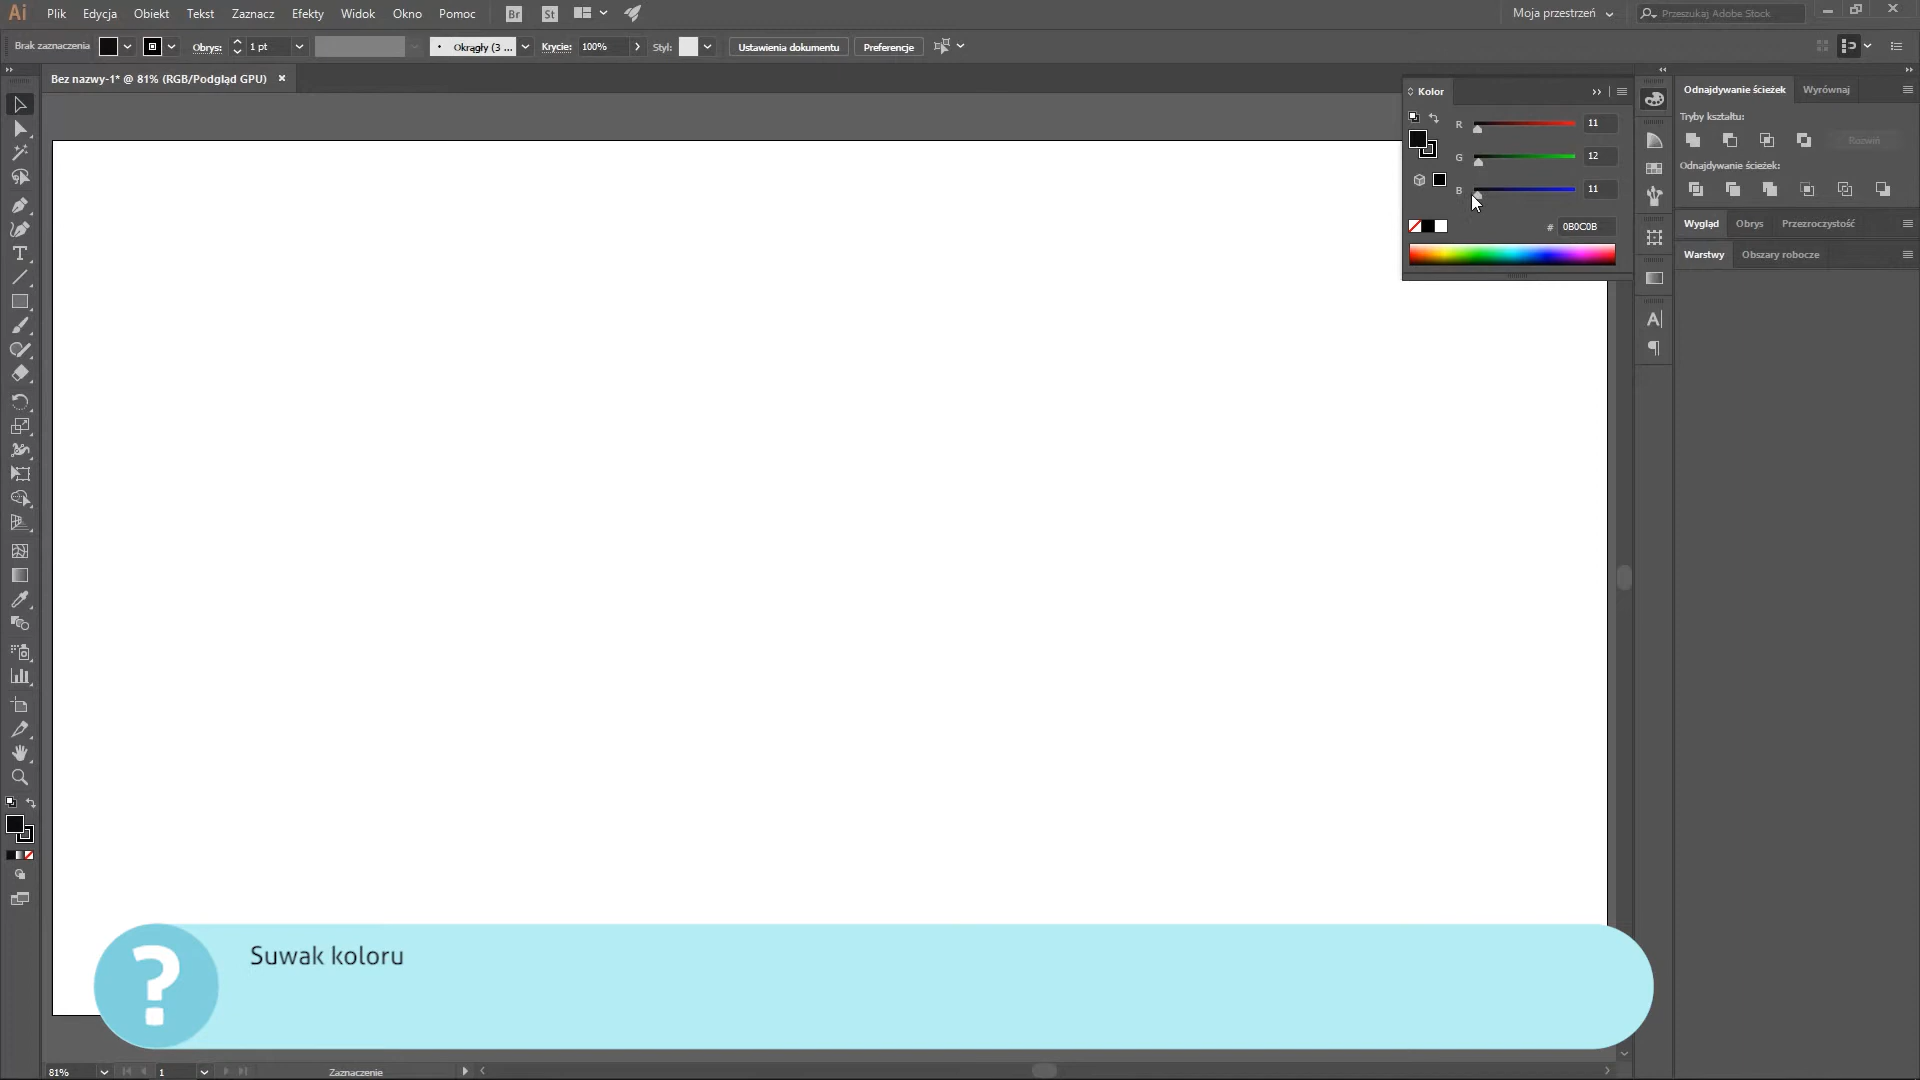 Ai Plik Edycja Obiekt Tekst Zaznacz Efekty Widok Okno Pomoc Br St Moja przestrzeń Przeszukaj Adobe Stock
Brak zaznaczenia Obrys: 1 pt Okrągły (3 ... Krycie: 100% Styl: Ustawienia dokumentu Preferencje
Bez nazwy-1* @ 81% (RGB/Podgląd GPU)
Kolor
R 11
G 12
B 11
# 0B0C0B
Odnajdywanie ścieżek Wyrównaj
Tryby kształtu:
Rozwiń
Odnajdywanie ścieżek:
Wygląd Obrys Przezroczystość
Warstwy Obszary robocze
Suwak koloru
81% 1 Zaznaczenie